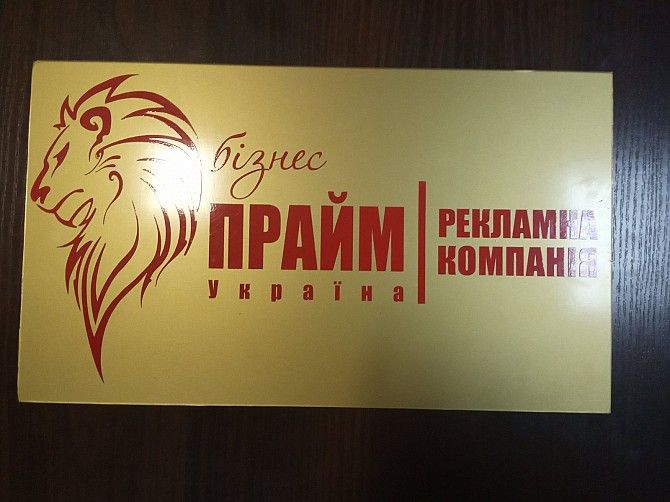 бізнес
ПРАЙМ
Україна
РЕКЛАМНА
КОМПАНІЯ